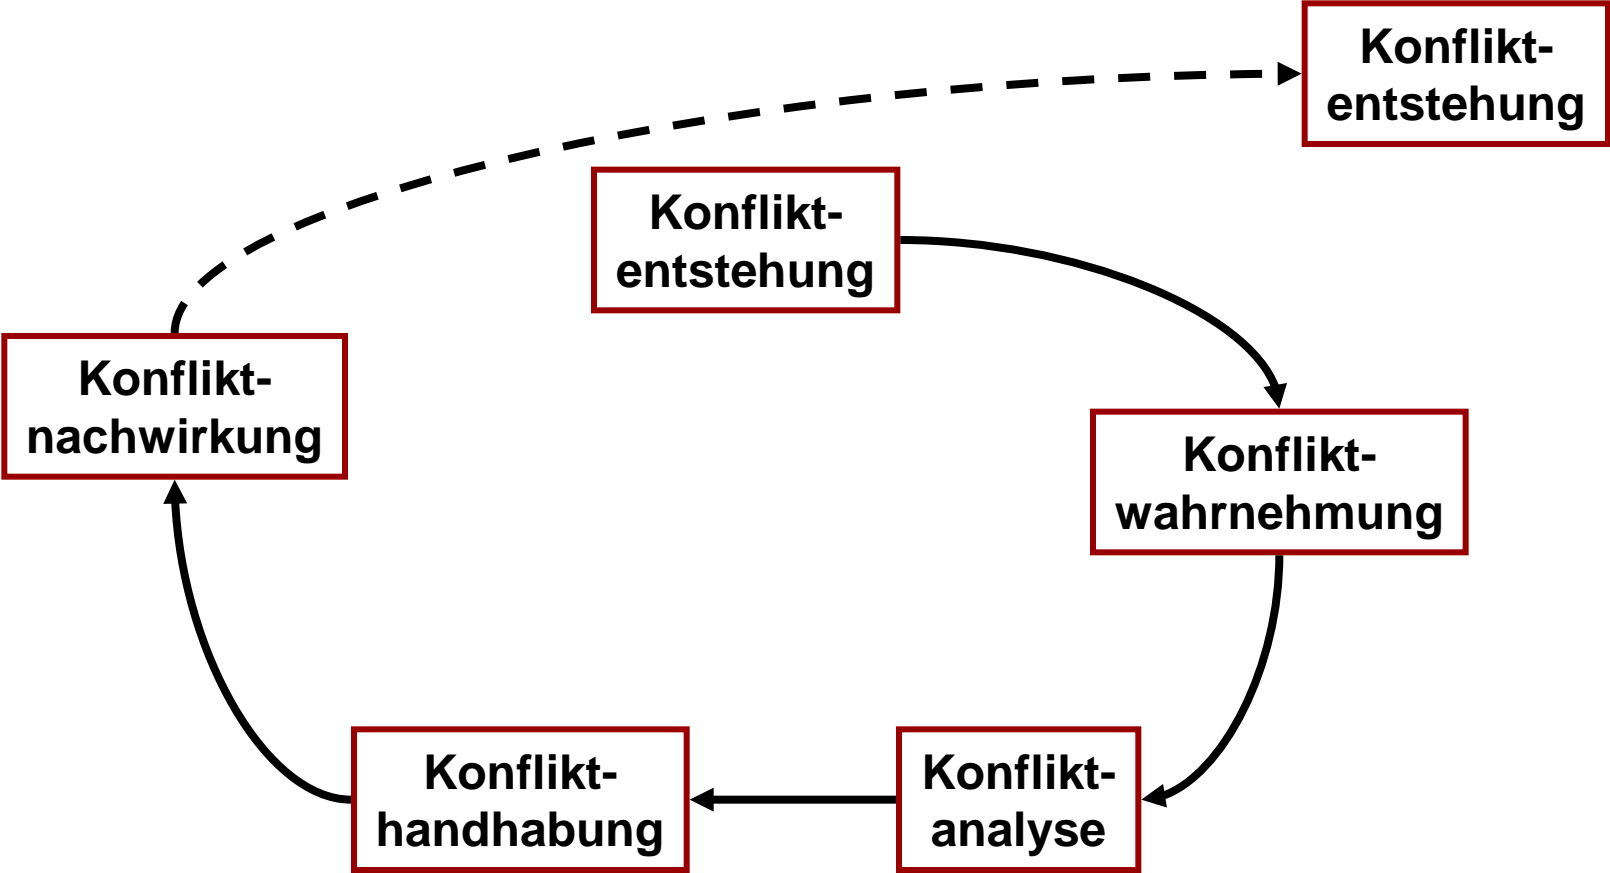 Konflikt-
entstehung
Konflikt-
entstehung
Konflikt-
nachwirkung
Konflikt-
wahrnehmung
Konflikt-
handhabung
Konflikt-
analyse